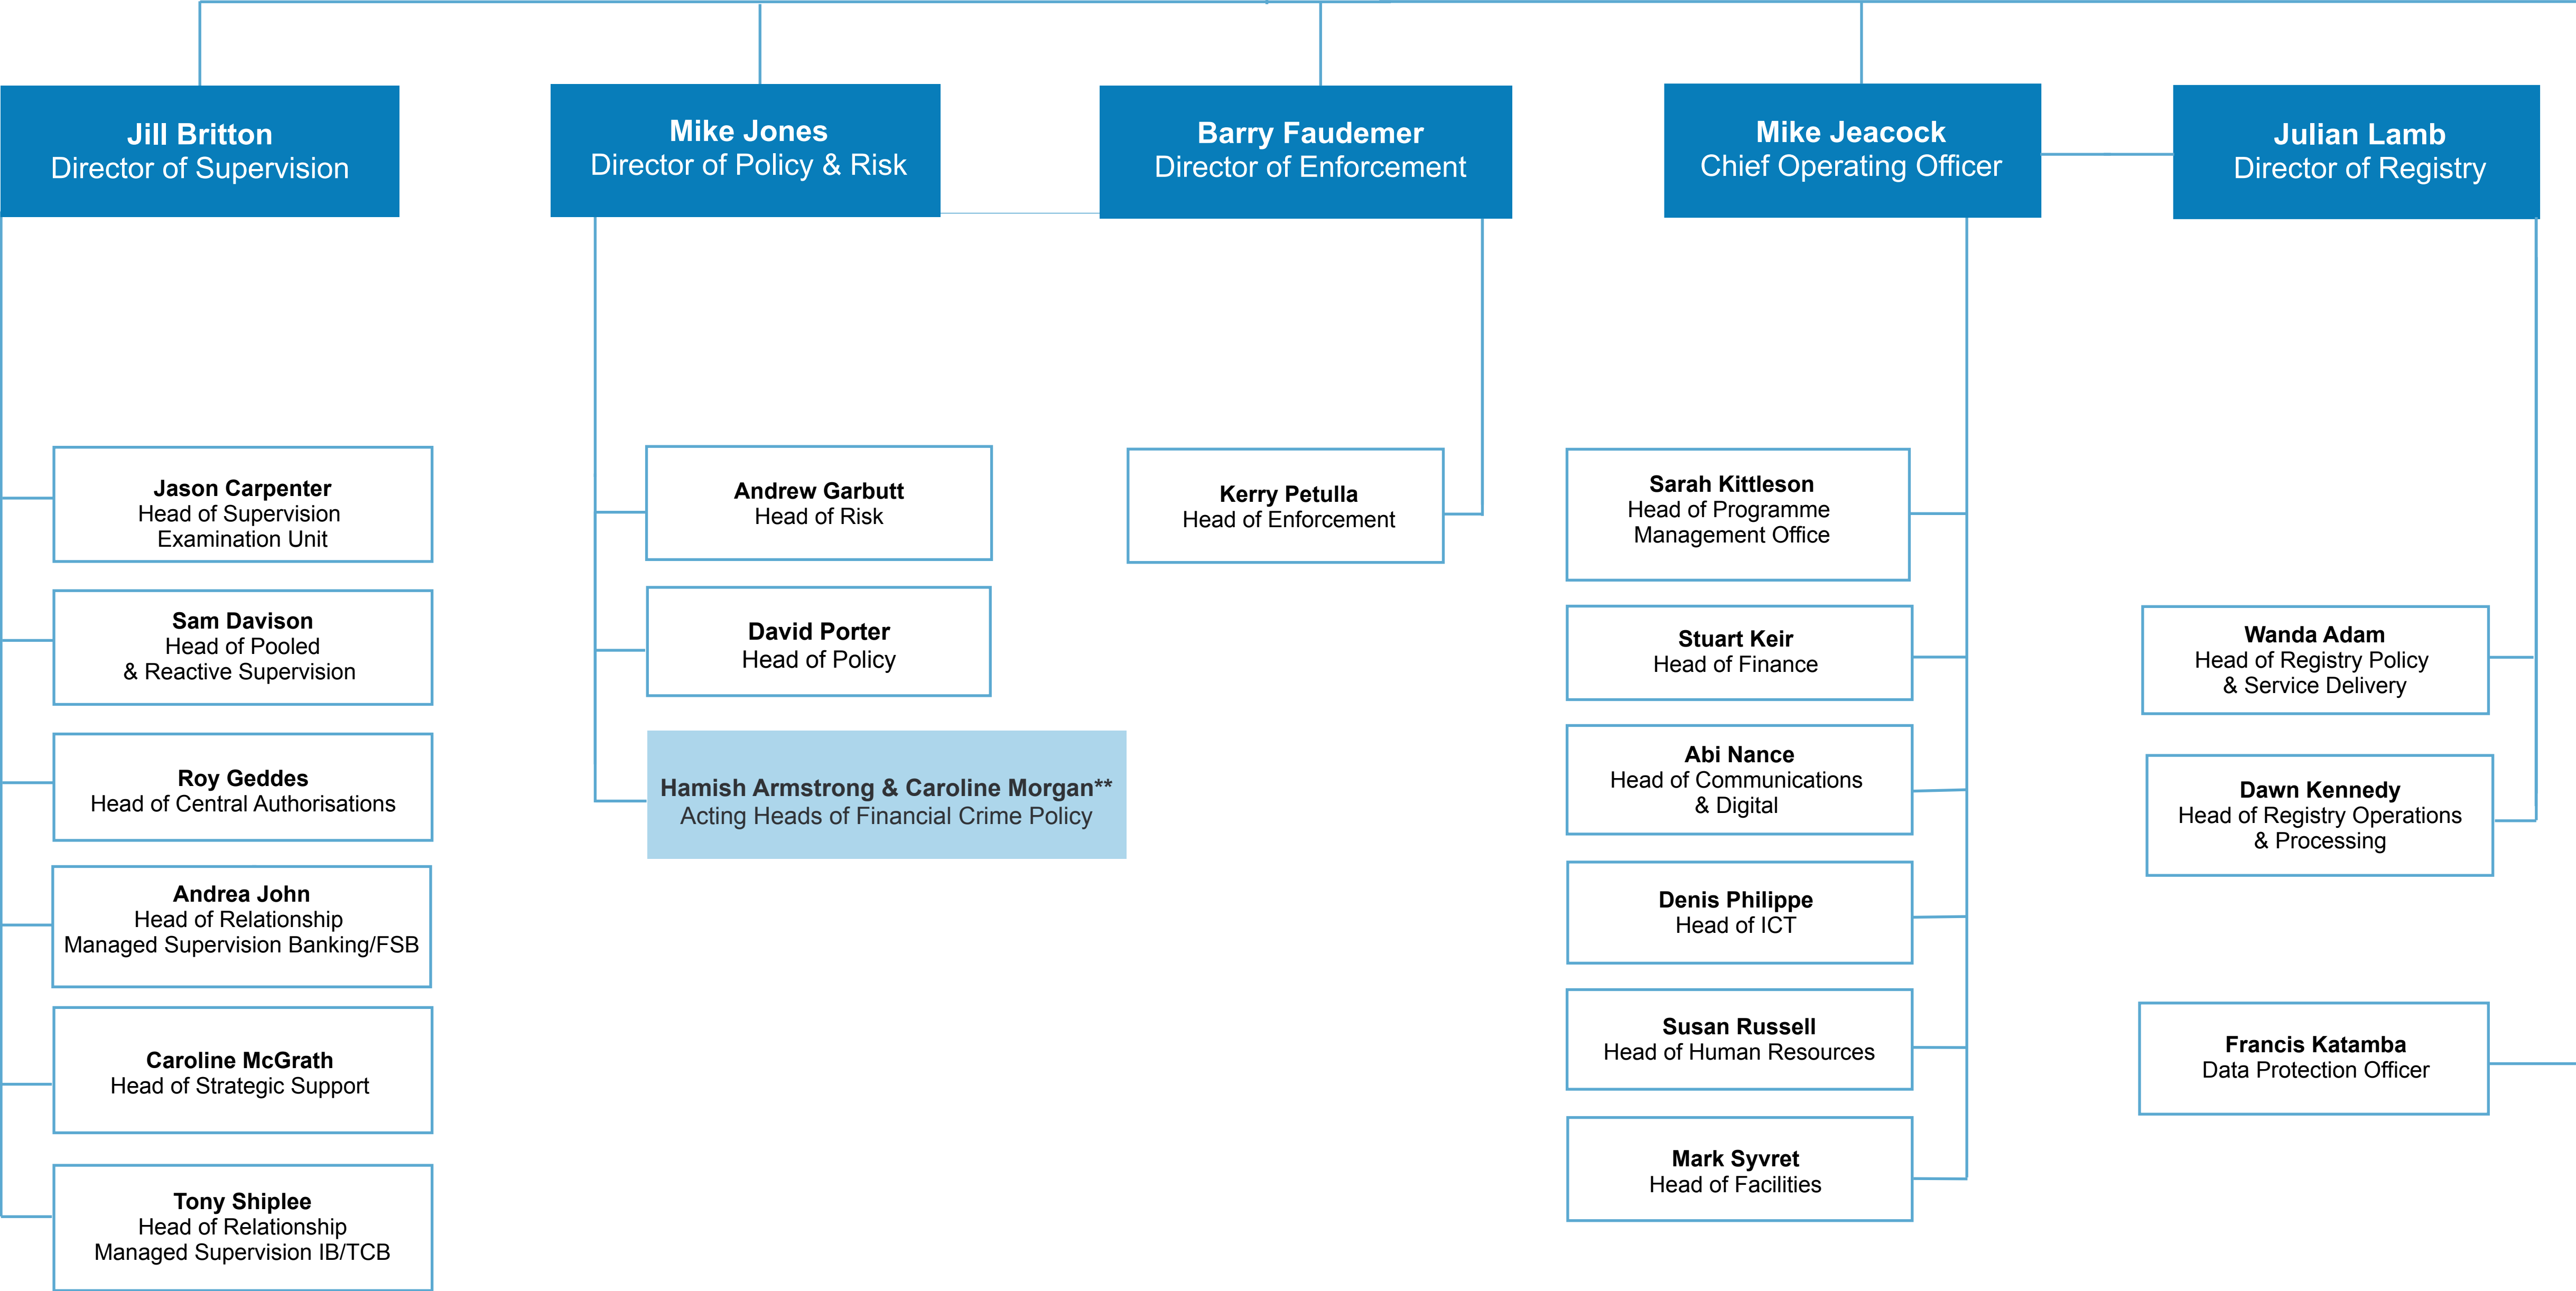 Jill Britton
Director of Supervision
Mike Jones
Director of Policy & Risk
Barry Faudemer
Director of Enforcement
Mike Jeacock
Chief Operating Officer
Julian Lamb
Director of Registry
Jason Carpenter
Head of Supervision
Examination Unit
Sam Davison
Head of Pooled
& Reactive Supervision
Roy Geddes
Head of Central Authorisations
Andrea John
Head of Relationship
Managed Supervision Banking/FSB
Caroline McGrath
Head of Strategic Support
Tony Shiplee
Head of Relationship
Managed Supervision IB/TCB
Andrew Garbutt
Head of Risk
David Porter
Head of Policy
Hamish Armstrong & Caroline Morgan**
Acting Heads of Financial Crime Policy
Kerry Petulla
Head of Enforcement
Sarah Kittleson
Head of Programme
Management Office
Stuart Keir
Head of Finance
Abi Nance
Head of Communications
& Digital
Denis Philippe
Head of ICT
Susan Russell
Head of Human Resources
Mark Syvret
Head of Facilities
Wanda Adam
Head of Registry Policy
& Service Delivery
Dawn Kennedy
Head of Registry Operations
& Processing
Francis Katamba
Data Protection Officer